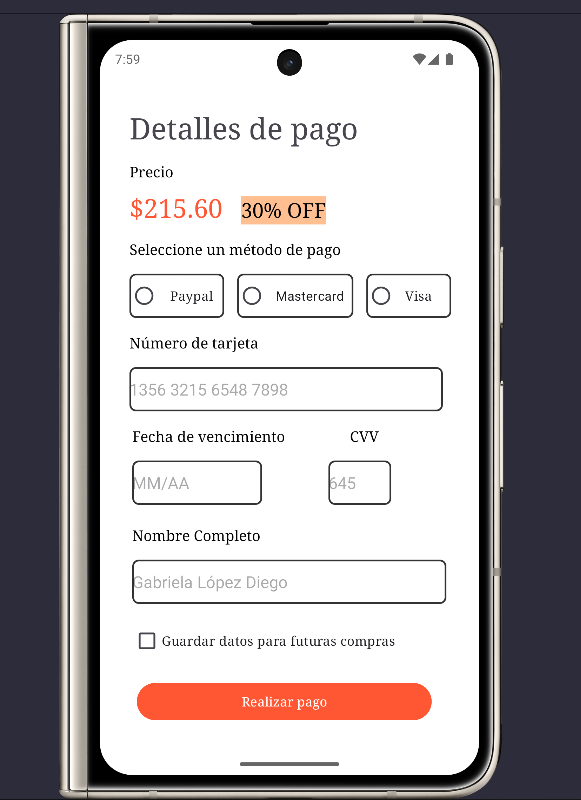 7:59
Detalles de pago
Precio
$215.60 30% OFF
Seleccione un método de pago
Paypal Mastercard Visa
Número de tarjeta
1356 3215 6548 7898
Fecha de vencimiento CVV
MM/AA 645
Nombre Completo
Gabriela López Diego
Guardar datos para futuras compras
Realizar pago